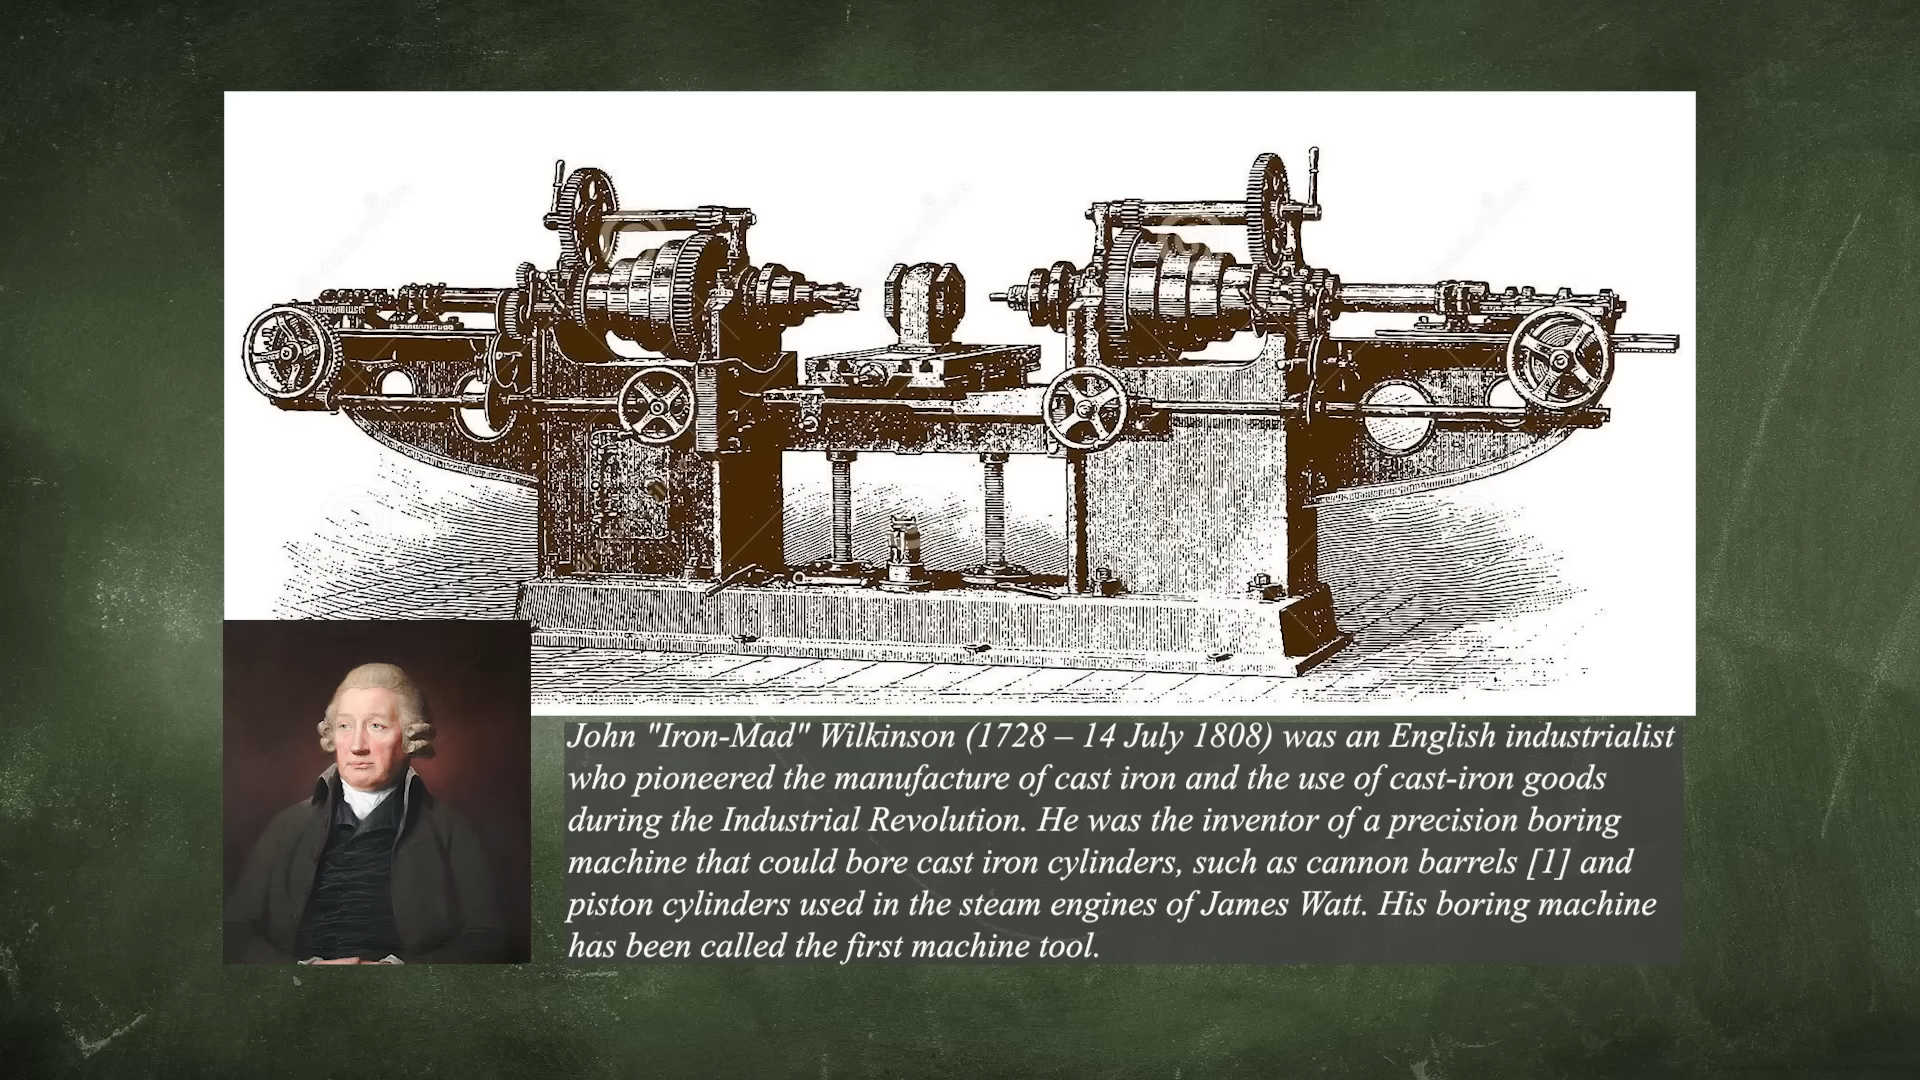 John "Iron-Mad" Wilkinson (1728 – 14 July 1808) was an English industrialist
who pioneered the manufacture of cast iron and the use of cast-iron goods
during the Industrial Revolution. He was the inventor of a precision boring
machine that could bore cast iron cylinders, such as cannon barrels [1] and
piston cylinders used in the steam engines of James Watt. His boring machine
has been called the first machine tool.